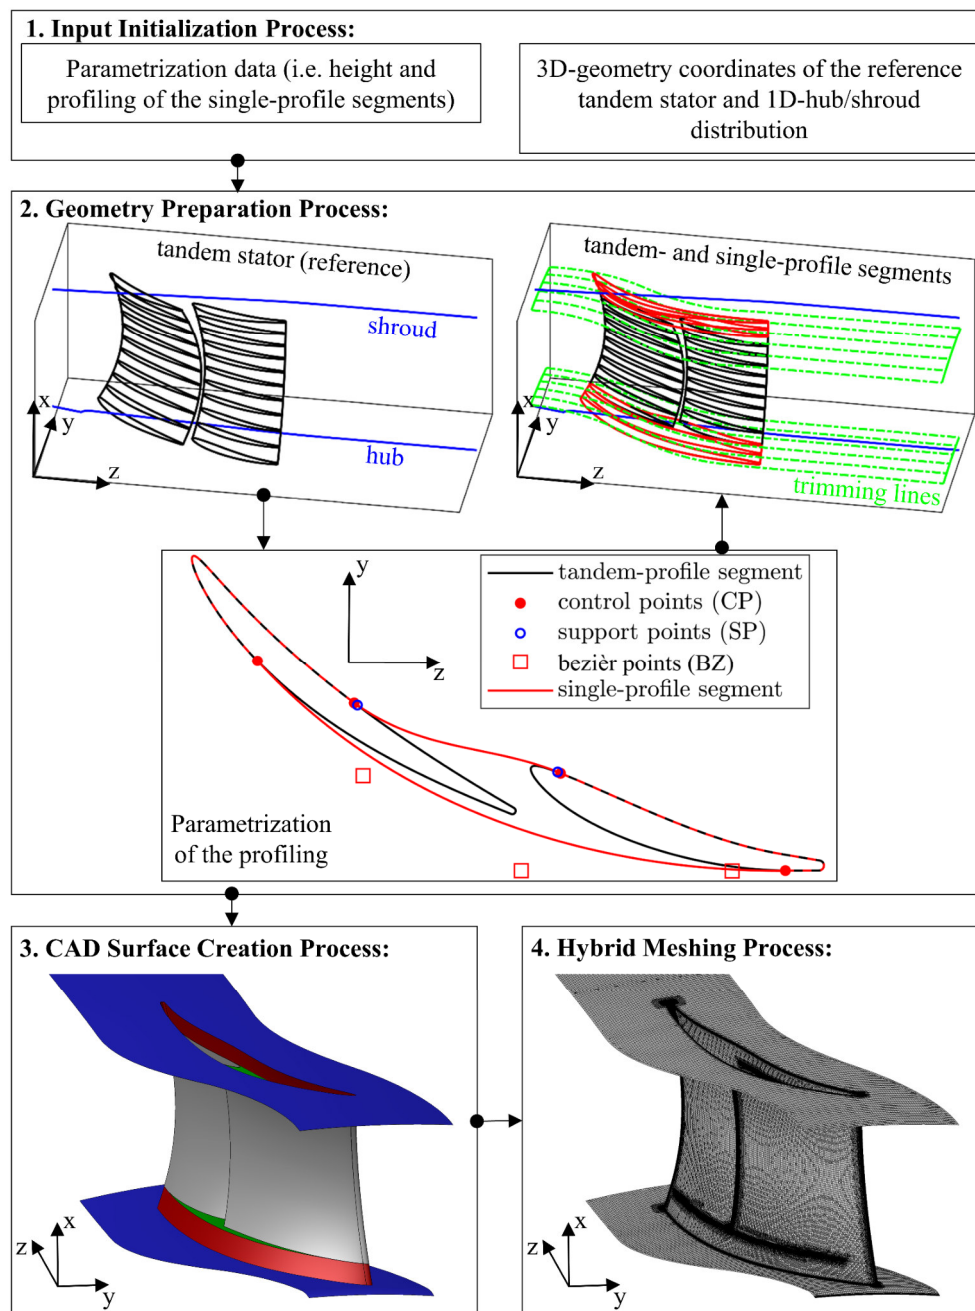 1. Input Initialization Process:
Parametrization data (i.e. height and
profiling of the single-profile segments)
3D-geometry coordinates of the reference
tandem stator and 1D-hub/shroud
distribution
2. Geometry Preparation Process:
tandem stator (reference)
shroud
hub
x
y
z
tandem- and single-profile segments
trimming lines
x
y
z
y
z
tandem-profile segment
control points (CP)
support points (SP)
bezièr points (BZ)
single-profile segment
Parametrization
of the profiling
3. CAD Surface Creation Process:
x
z
y
4. Hybrid Meshing Process:
x
z
y